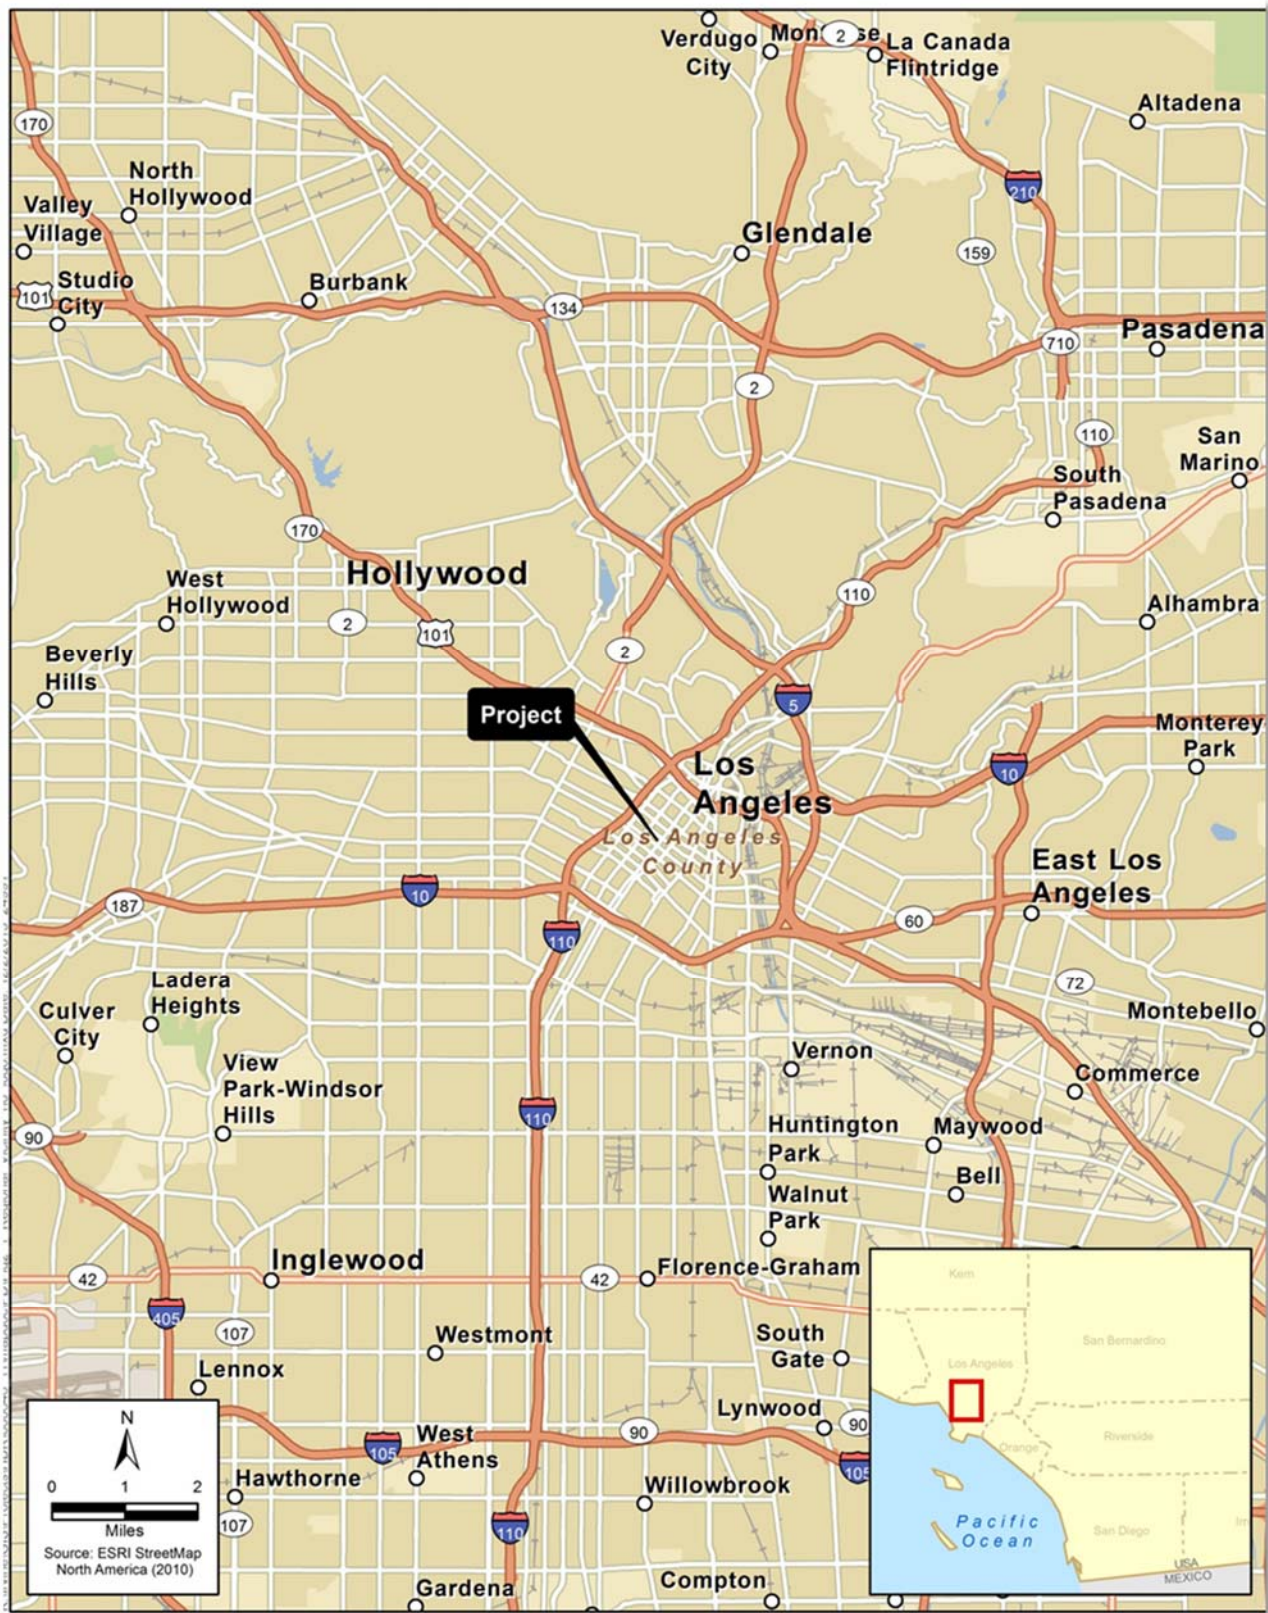 Verdugo
City
2
La Canada
Flintridge
Altadena
170
North
Hollywood
Valley
Village
210
Glendale
159
101
Studio
City
Burbank
134
710
Pasadena
2
110
San
Marino
South
Pasadena
170
Hollywood
West
Hollywood
110
Alhambra
2
101
2
Beverly
Hills
Project
5
Monterey
Park
Los
Angeles
10
Los Angeles
County
East Los
Angeles
10
187
60
110
Ladera
Heights
72
Culver
City
Montebello
View
Park-Windsor
Hills
Vernon
Commerce
110
90
Huntington
Park
Maywood
Bell
Walnut
Park
Inglewood
42
42
Florence-Graham
405
107
Westmont
South
Gate
Lennox
Lynwood
90
90
West
Athens
105
105
Hawthorne
Willowbrook
107
110
Gardena
Compton
N
0 1 2
Miles
Source: ESRI StreetMap
North America (2010)
Kern
San Bernardino
Los Angeles
Riverside
Orange
Pacific
Ocean
San Diego
USA
MEXICO